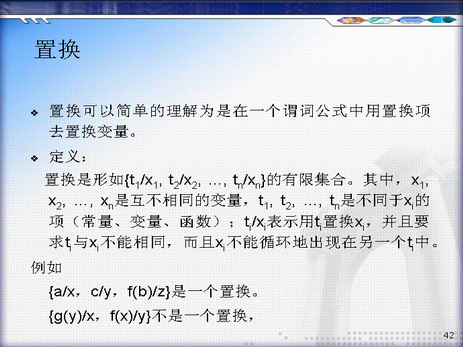 置换
❖ 置换可以简单的理解为是在一个谓词公式中用置换项
去置换变量。
❖ 定义：
置换是形如{t₁/x₁, t₂/x₂, …, tₙ/xₙ}的有限集合。其中，x₁,
x₂, …, xₙ是互不相同的变量，t₁, t₂, …, tₙ是不同于xᵢ的
项（常量、变量、函数）；tᵢ/xᵢ表示用tᵢ置换xᵢ，并且要
求tᵢ与xᵢ不能相同，而且xᵢ不能循环地出现在另一个tᵢ中。
例如
{a/x，c/y，f(b)/z}是一个置换。
{g(y)/x，f(x)/y}不是一个置换，
42